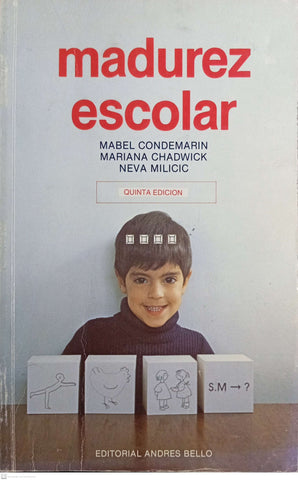 madurez
escolar
MABEL CONDEMARIN
MARIANA CHADWICK
NEVA MILICIC
QUINTA EDICION
S.M → ?
EDITORIAL ANDRES BELLO